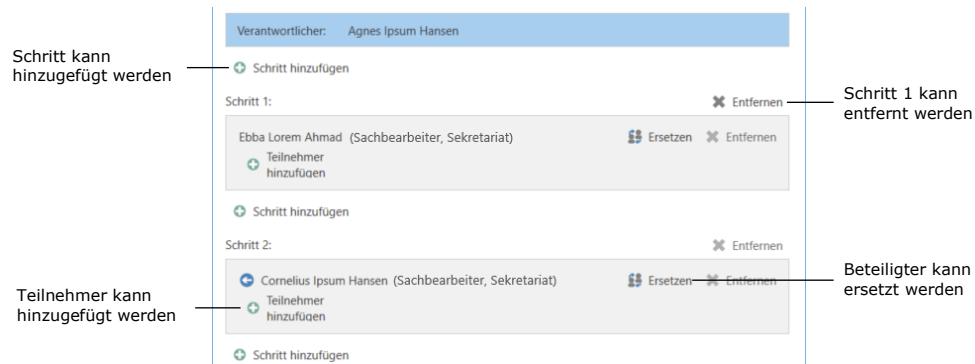 Verantwortlicher: Agnes Ipsum Hansen
Schritt kann
hinzugefügt werden
Schritt hinzufügen
Schritt 1:
Entfernen
Schritt 1 kann
entfernt werden
Ebba Lorem Ahmad (Sachbearbeiter, Sekretariat)
Ersetzen
Entfernen
Teilnehmer
hinzufügen
Schritt hinzufügen
Schritt 2:
Entfernen
Cornelius Ipsum Hansen (Sachbearbeiter, Sekretariat)
Ersetzen
Entfernen
Beteiligter kann
ersetzt werden
Teilnehmer kann
hinzugefügt werden
Teilnehmer
hinzufügen
Schritt hinzufügen